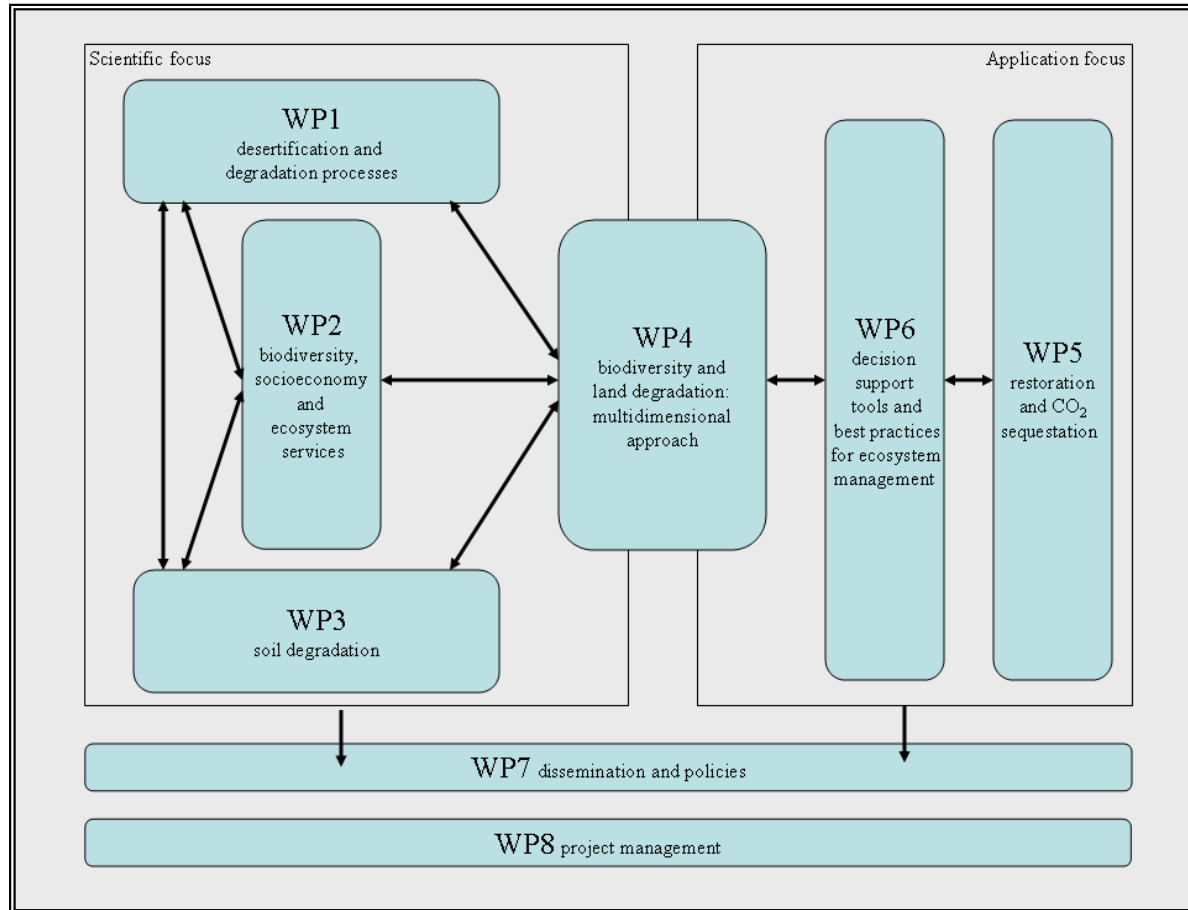 Scientific focus
Application focus
WP1
desertification and
degradation processes
WP2
biodiversity,
socioeconomy
and
ecosystem
services
WP3
soil degradation
WP4
biodiversity and
land degradation:
multidimensional
approach
WP6
decision
support
tools and
best practices
for ecosystem
management
WP5
restoration
and CO₂
sequestation
WP7 dissemination and policies
WP8 project management